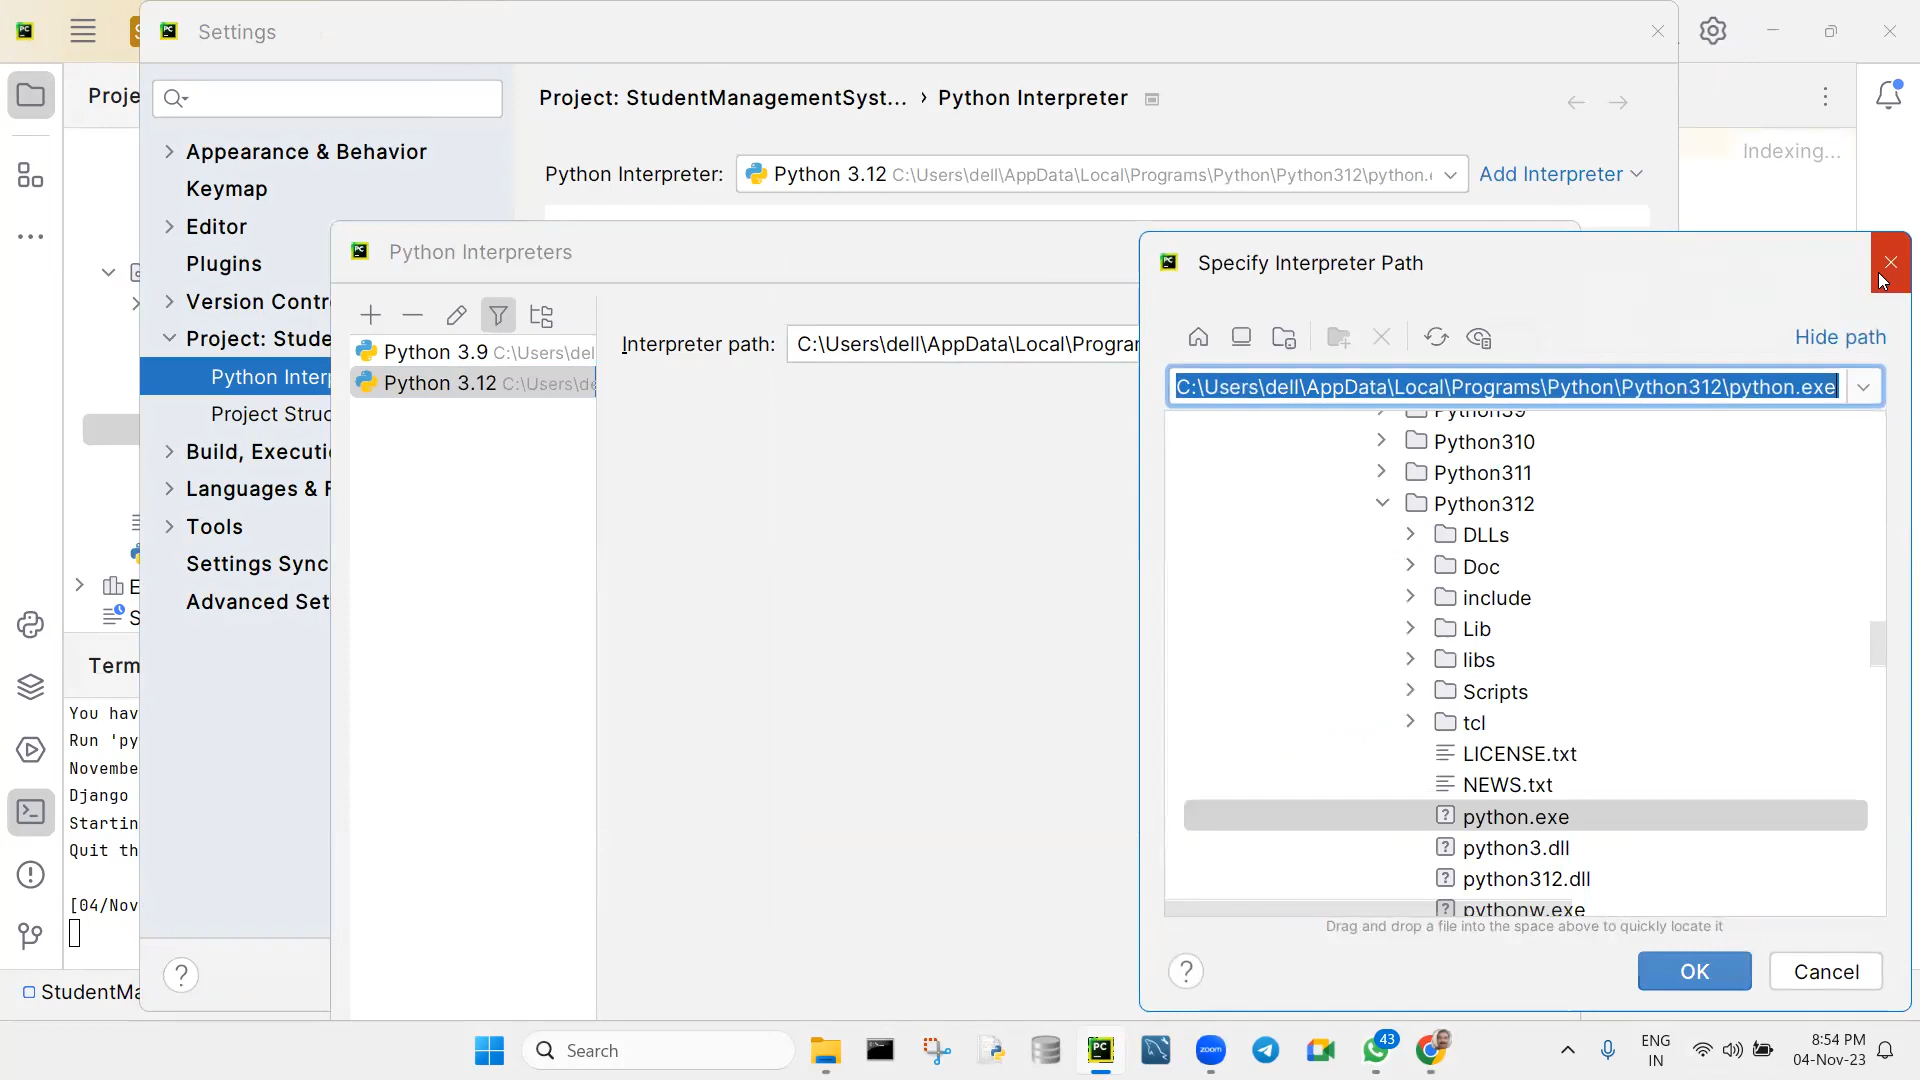 Settings
Project: StudentManagementSyst... › Python Interpreter
Python Interpreter: Python 3.12 C:\Users\dell\AppData\Local\Programs\Python\Python312\python.e
Add Interpreter
Appearance & Behavior
Keymap
Editor
Plugins
Version Contr
Project: Stude
Python Inter
Project Struc
Build, Executi
Languages & F
Tools
Settings Sync
Advanced Set
Proje
Indexing...
Python Interpreters
Python 3.9 C:\Users\del
Python 3.12 C:\Users\de
Interpreter path: C:\Users\dell\AppData\Local\Program
Specify Interpreter Path
Hide path
C:\Users\dell\AppData\Local\Programs\Python\Python312\python.exe
Python39
Python310
Python311
Python312
DLLs
Doc
include
Lib
libs
Scripts
tcl
LICENSE.txt
NEWS.txt
python.exe
python3.dll
python312.dll
pythonw.exe
Drag and drop a file into the space above to quickly locate it
OK
Cancel
E
S
Term
You hav
Run 'py
Novembe
Django
Startin
Quit th
[04/Nov
StudentMa
Search
zoom
43
ENG
IN
8:54 PM
04-Nov-23